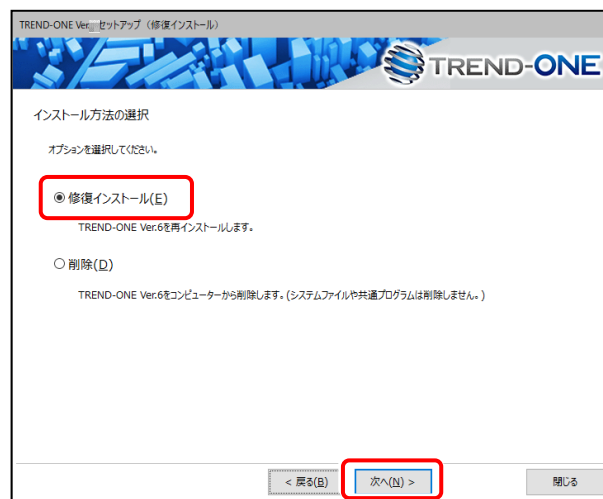 TREND-ONE Ver. セットアップ（修復インストール）
TREND-ONE
インストール方法の選択
オプションを選択してください。
修復インストール(E)
TREND-ONE Ver.6を再インストールします。
削除(D)
TREND-ONE Ver.6をコンピューターから削除します。(システムファイルや共通プログラムは削除しません。)
< 戻る(B) 次へ(N) > 閉じる